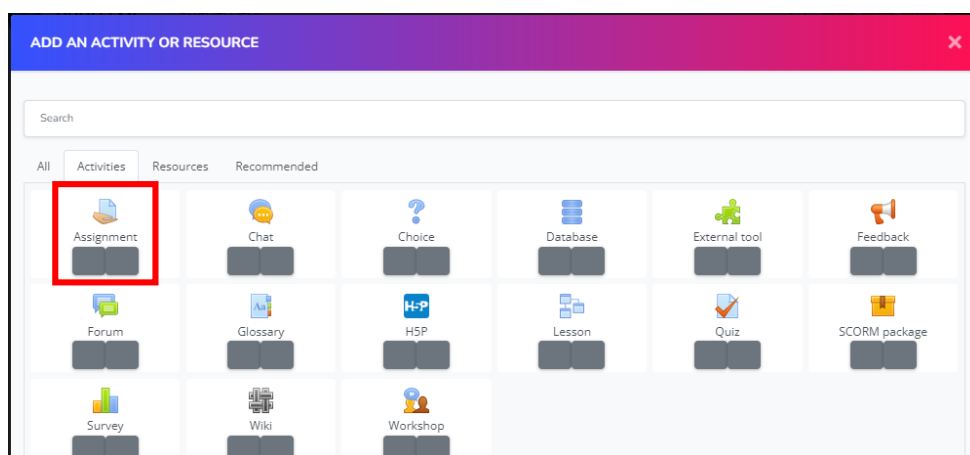 ADD AN ACTIVITY OR RESOURCE ×
Search
All Activities Resources Recommended
Assignment Chat Choice Database External tool Feedback
Aa
H-P
Forum Glossary H5P Lesson Quiz SCORM package
Survey Wiki Workshop